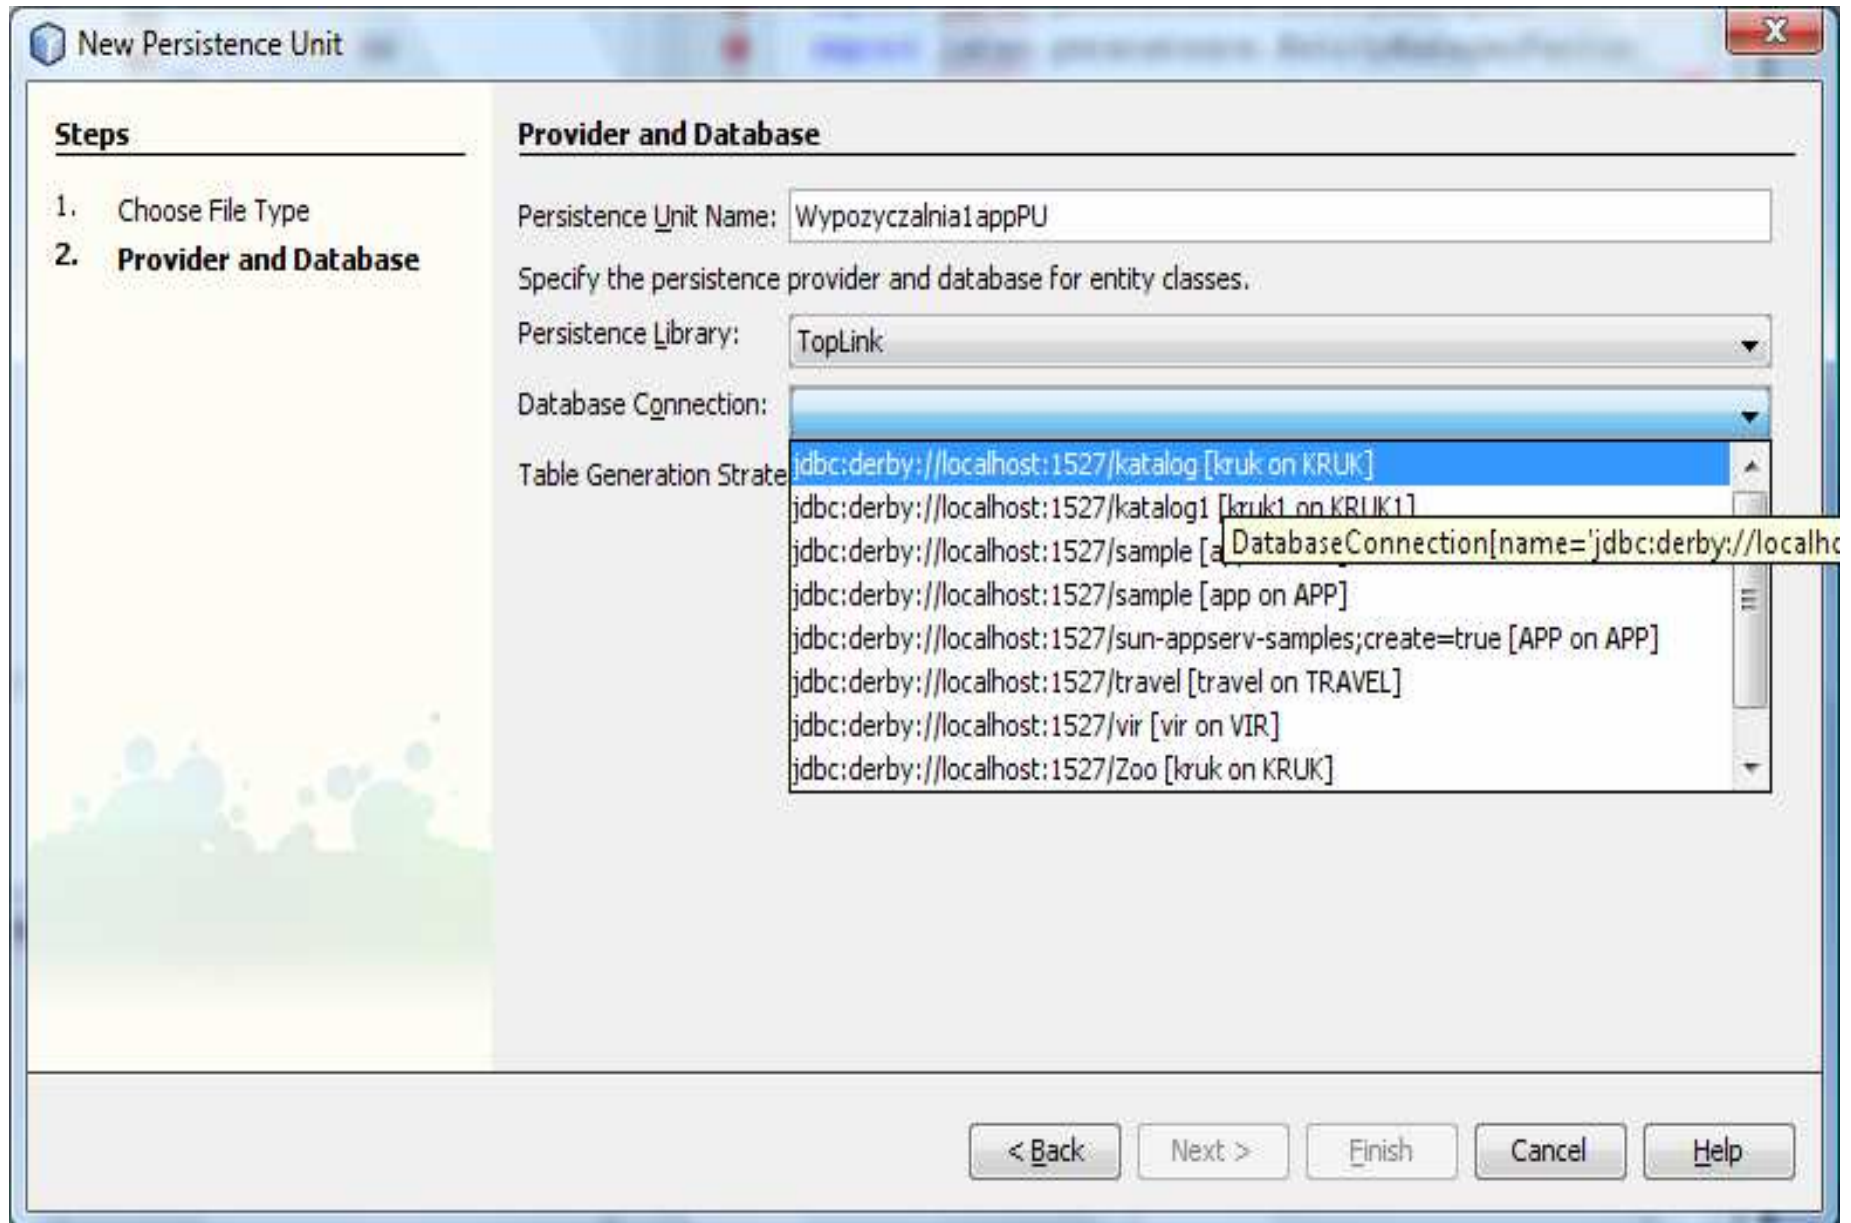 New Persistence Unit
X
Steps
1. Choose File Type
2. Provider and Database
Provider and Database
Persistence Unit Name: Wypozyczalnia1appPU
Specify the persistence provider and database for entity classes.
Persistence Library: TopLink
Database Connection:
Table Generation Strate
jdbc:derby://localhost:1527/katalog [kruk on KRUK]
jdbc:derby://localhost:1527/katalog1 [kruk1 on KRUK1]
jdbc:derby://localhost:1527/sample [a
DatabaseConnection[name='jdbc:derby://localho
jdbc:derby://localhost:1527/sample [app on APP]
jdbc:derby://localhost:1527/sun-appserv-samples;create=true [APP on APP]
jdbc:derby://localhost:1527/travel [travel on TRAVEL]
jdbc:derby://localhost:1527/vir [vir on VIR]
jdbc:derby://localhost:1527/Zoo [kruk on KRUK]
< Back
Next >
Finish
Cancel
Help